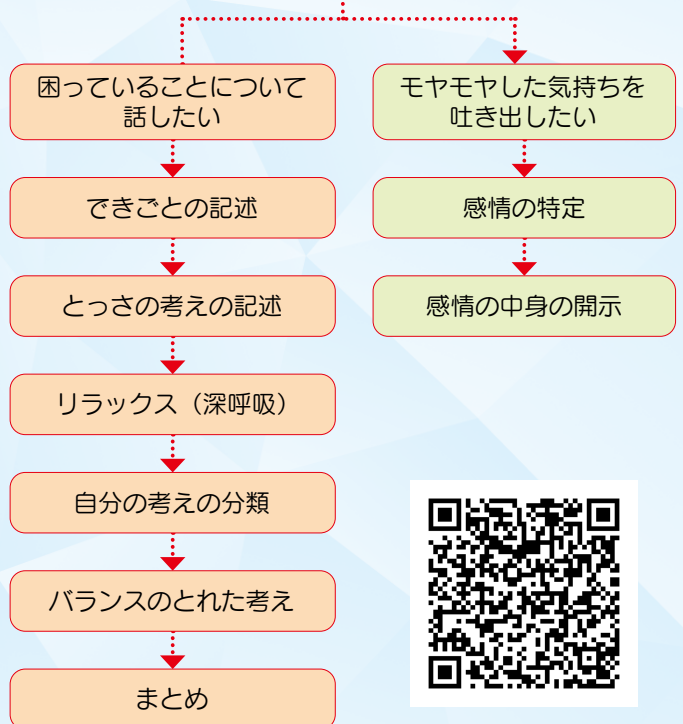 困っていることについて
話したい
できごとの記述
とっさの考えの記述
リラックス（深呼吸）
自分の考えの分類
バランスのとれた考え
まとめ
モヤモヤした気持ちを
吐き出したい
感情の特定
感情の中身の開示